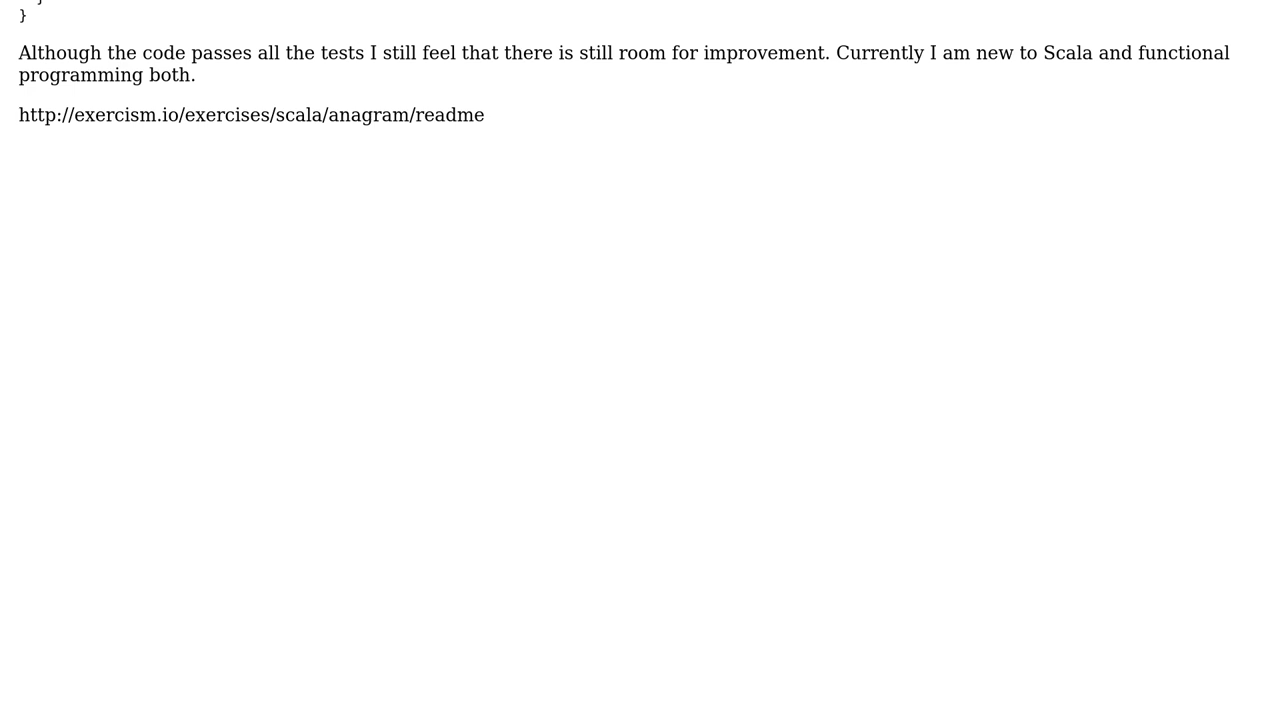 }
}
Although the code passes all the tests I still feel that there is still room for improvement. Currently I am new to Scala and functional
programming both.
http://exercism.io/exercises/scala/anagram/readme